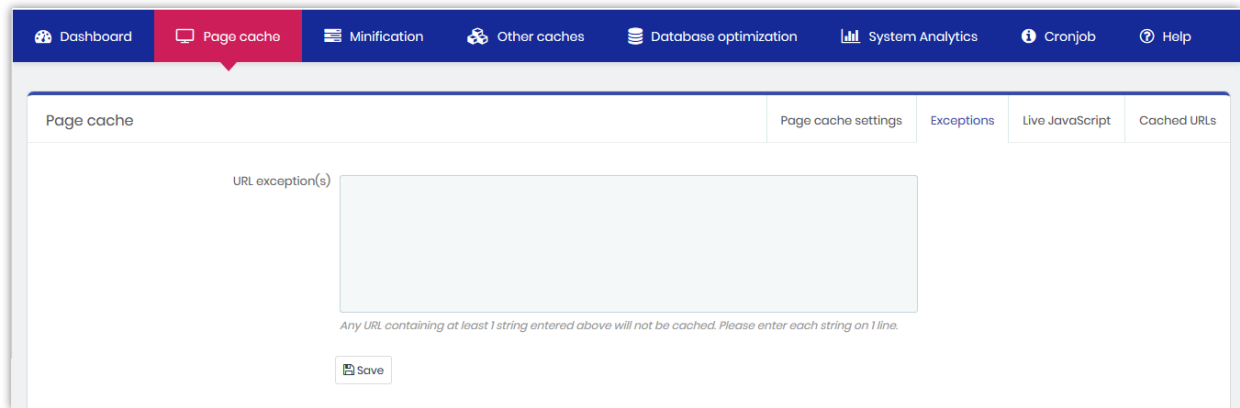 Dashboard Page cache Minification Other caches Database optimization System Analytics Cronjob Help
Page cache Page cache settings Exceptions Live JavaScript Cached URLs
URL exception(s)
Any URL containing at least 1 string entered above will not be cached. Please enter each string on 1 line.
Save